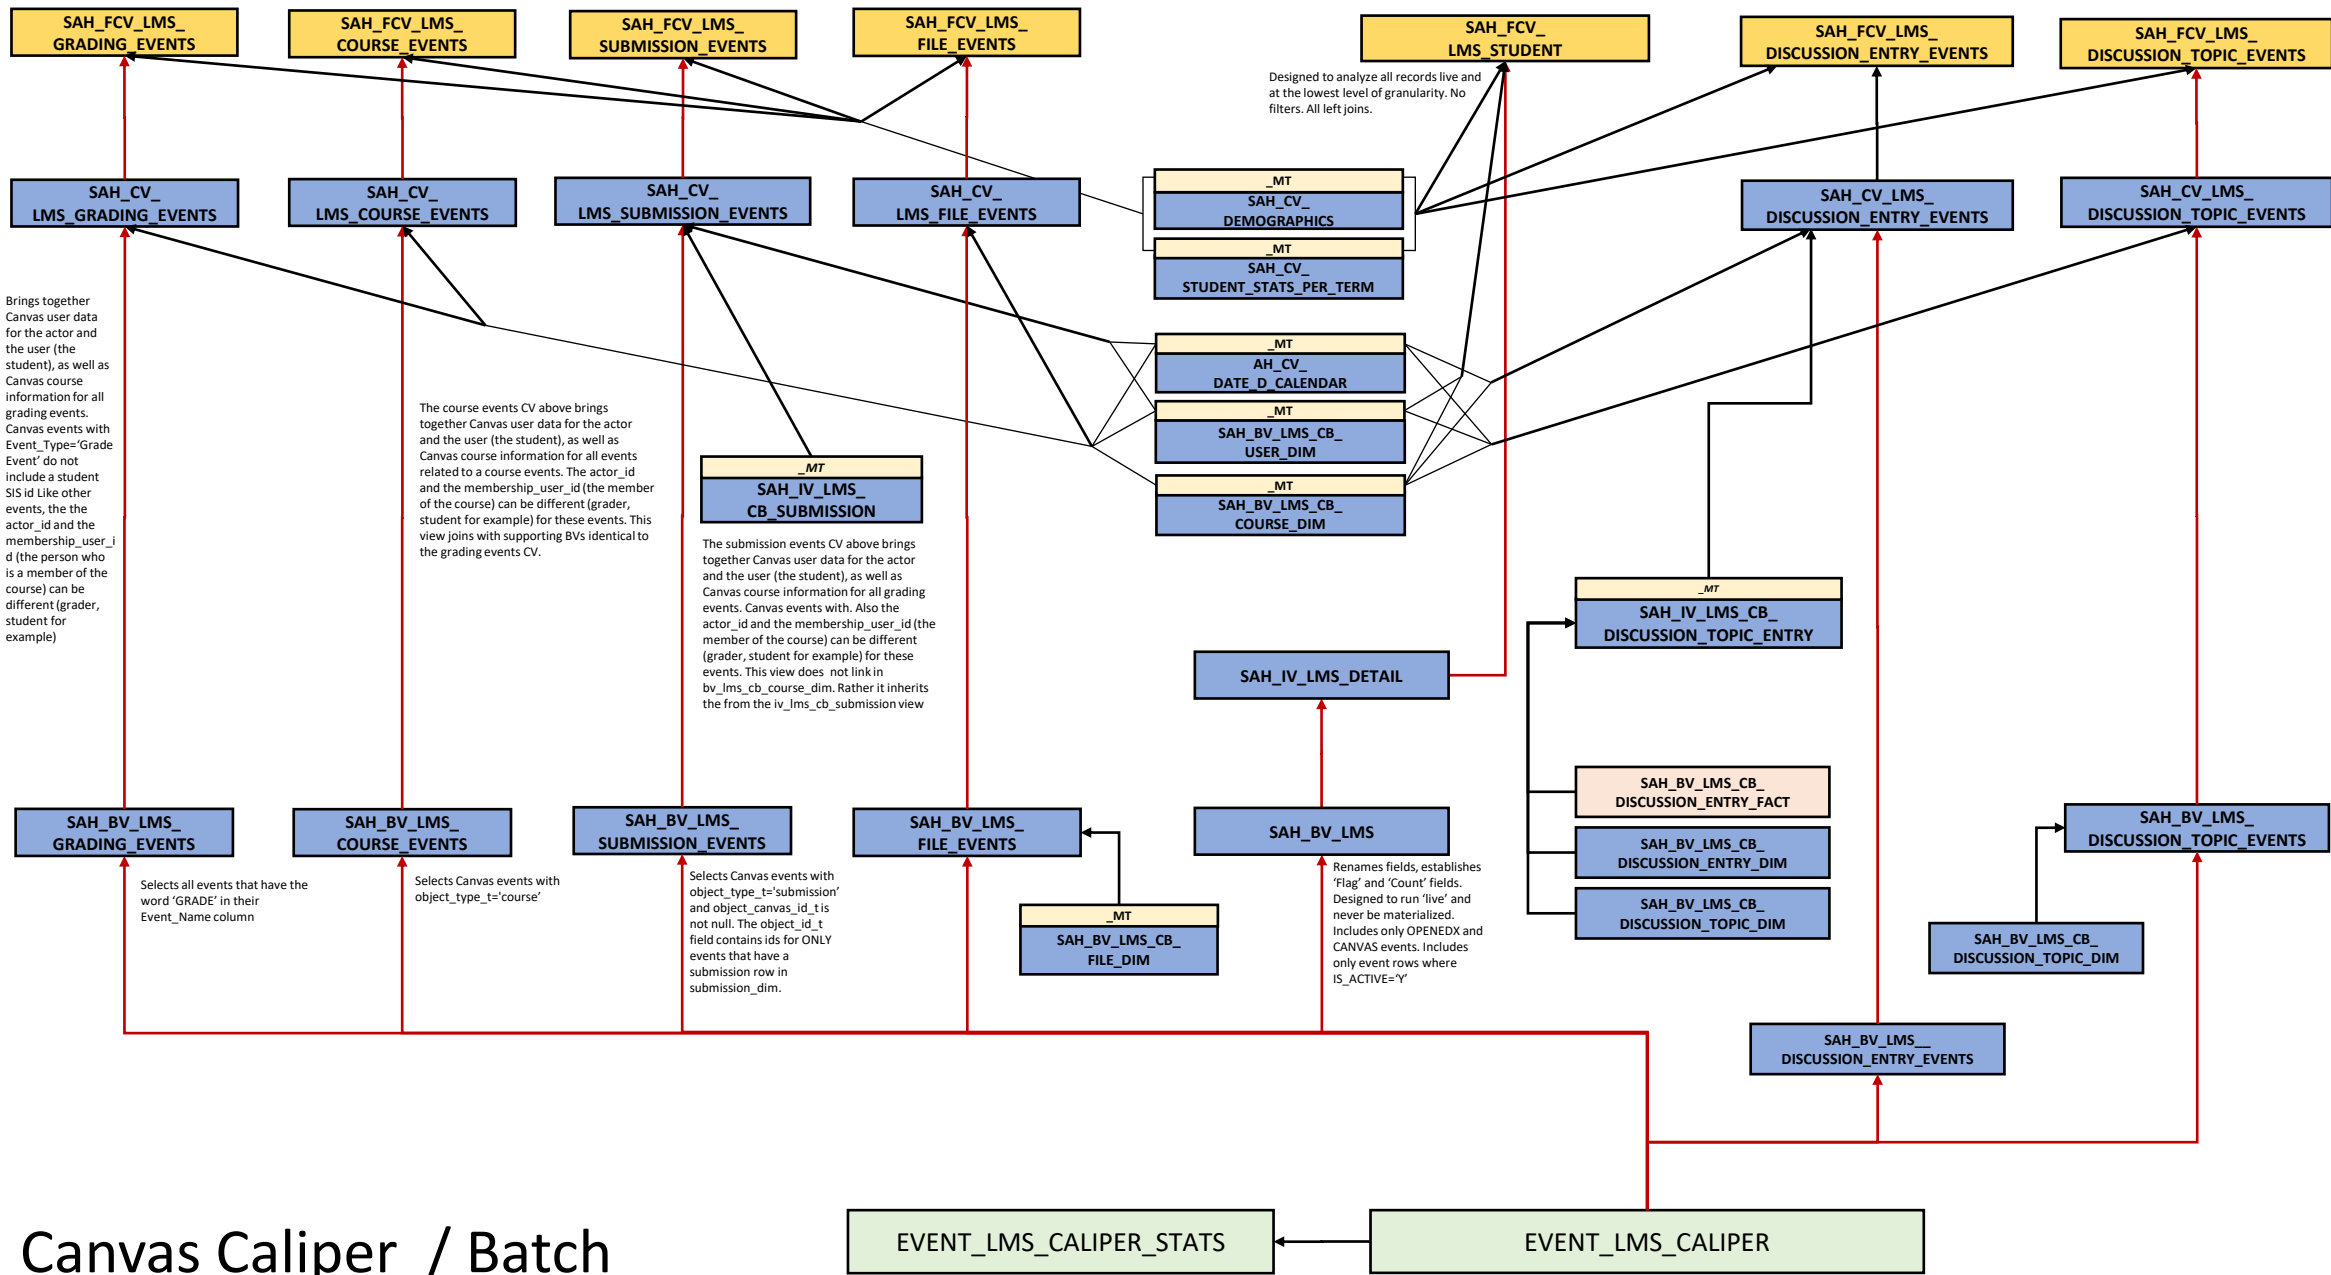 SAH_FCV_LMS_
GRADING_EVENTS
SAH_FCV_LMS_
COURSE_EVENTS
SAH_FCV_LMS_
SUBMISSION_EVENTS
SAH_FCV_LMS_
FILE_EVENTS
SAH_FCV_
LMS_STUDENT
SAH_FCV_LMS_
DISCUSSION_ENTRY_EVENTS
SAH_FCV_LMS_
DISCUSSION_TOPIC_EVENTS
Designed to analyze all records live and
at the lowest level of granularity. No
filters. All left joins.
SAH_CV_
LMS_GRADING_EVENTS
SAH_CV_
LMS_COURSE_EVENTS
SAH_CV_
LMS_SUBMISSION_EVENTS
SAH_CV_
LMS_FILE_EVENTS
_MT
SAH_CV_
DEMOGRAPHICS
_MT
SAH_CV_
STUDENT_STATS_PER_TERM
SAH_CV_LMS_
DISCUSSION_ENTRY_EVENTS
SAH_CV_LMS_
DISCUSSION_TOPIC_EVENTS
Brings together
Canvas user data
for the actor and
the user (the
student), as well as
Canvas course
information for all
grading events.
Canvas events with
Event_Type=‘Grade
Event’ do not
include a student
SIS id Like other
events, the the
actor_id and the
membership_user_i
d (the person who
is a member of the
course) can be
different (grader,
student for
example)
The course events CV above brings
together Canvas user data for the actor
and the user (the student), as well as
Canvas course information for all events
related to a course events. The actor_id
and the membership_user_id (the member
of the course) can be different (grader,
student for example) for these events. This
view joins with supporting BVs identical to
the grading events CV.
_MT
SAH_IV_LMS_
CB_SUBMISSION
The submission events CV above brings
together Canvas user data for the actor
and the user (the student), as well as
Canvas course information for all grading
events. Canvas events with. Also the
actor_id and the membership_user_id (the
member of the course) can be different
(grader, student for example) for these
events. This view does  not link in
bv_lms_cb_course_dim. Rather it inherits
the from the iv_lms_cb_submission view
_MT
AH_CV_
DATE_D_CALENDAR
_MT
SAH_BV_LMS_CB_
USER_DIM
_MT
SAH_BV_LMS_CB_
COURSE_DIM
_MT
SAH_IV_LMS_CB_
DISCUSSION_TOPIC_ENTRY
SAH_IV_LMS_DETAIL
SAH_BV_LMS_CB_
DISCUSSION_ENTRY_FACT
SAH_BV_LMS_CB_
DISCUSSION_ENTRY_DIM
SAH_BV_LMS_CB_
DISCUSSION_TOPIC_DIM
SAH_BV_LMS_
GRADING_EVENTS
SAH_BV_LMS_
COURSE_EVENTS
SAH_BV_LMS_
SUBMISSION_EVENTS
SAH_BV_LMS_
FILE_EVENTS
SAH_BV_LMS
SAH_BV_LMS_
DISCUSSION_TOPIC_EVENTS
Selects all events that have the
word ‘GRADE’ in their
Event_Name column
Selects Canvas events with
object_type_t='course’
Selects Canvas events with
object_type_t='submission’
and object_canvas_id_t is
not null. The object_id_t
field contains ids for ONLY
events that have a
submission row in
submission_dim.
_MT
SAH_BV_LMS_CB_
FILE_DIM
Renames fields, establishes
‘Flag’ and ‘Count’ fields.
Designed to run ‘live’ and
never be materialized.
Includes only OPENEDX and
CANVAS events. Includes
only event rows where
IS_ACTIVE=‘Y’
SAH_BV_LMS_CB_
DISCUSSION_TOPIC_DIM
SAH_BV_LMS__
DISCUSSION_ENTRY_EVENTS
Canvas Caliper  / Batch
EVENT_LMS_CALIPER_STATS
EVENT_LMS_CALIPER